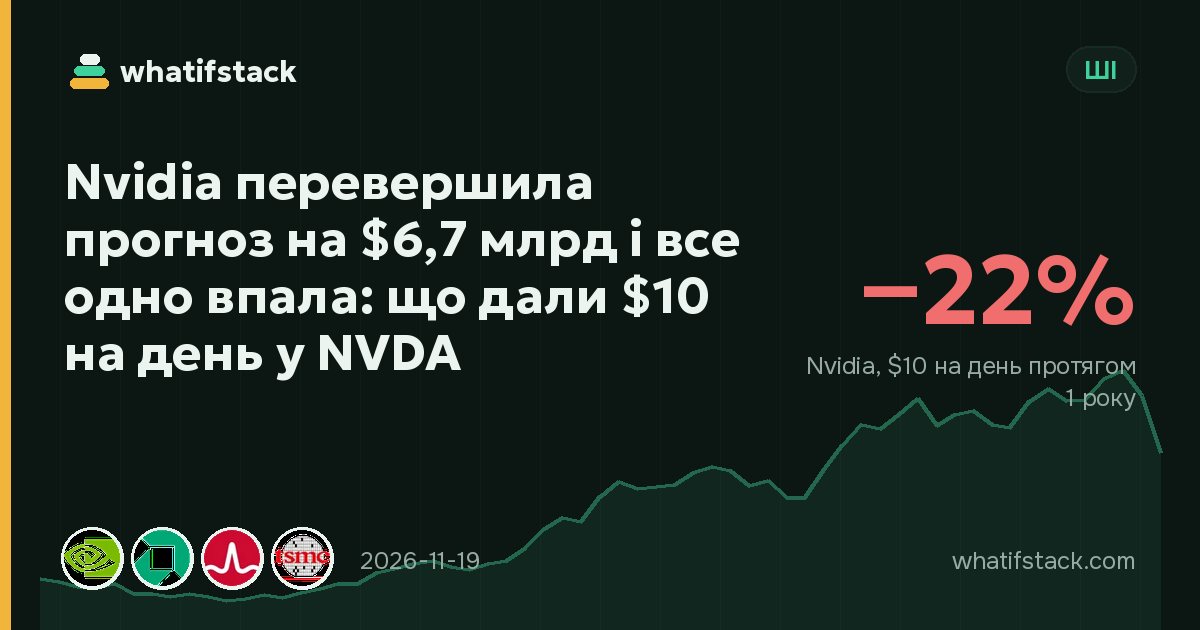 whatifstack
ШІ
Nvidia перевершила
прогноз на $6,7 млрд і все
одно впала: що дали $10
на день у NVDA
−22%
Nvidia, $10 на день протягом
1 року
tsmc
2026-11-19
whatifstack.com